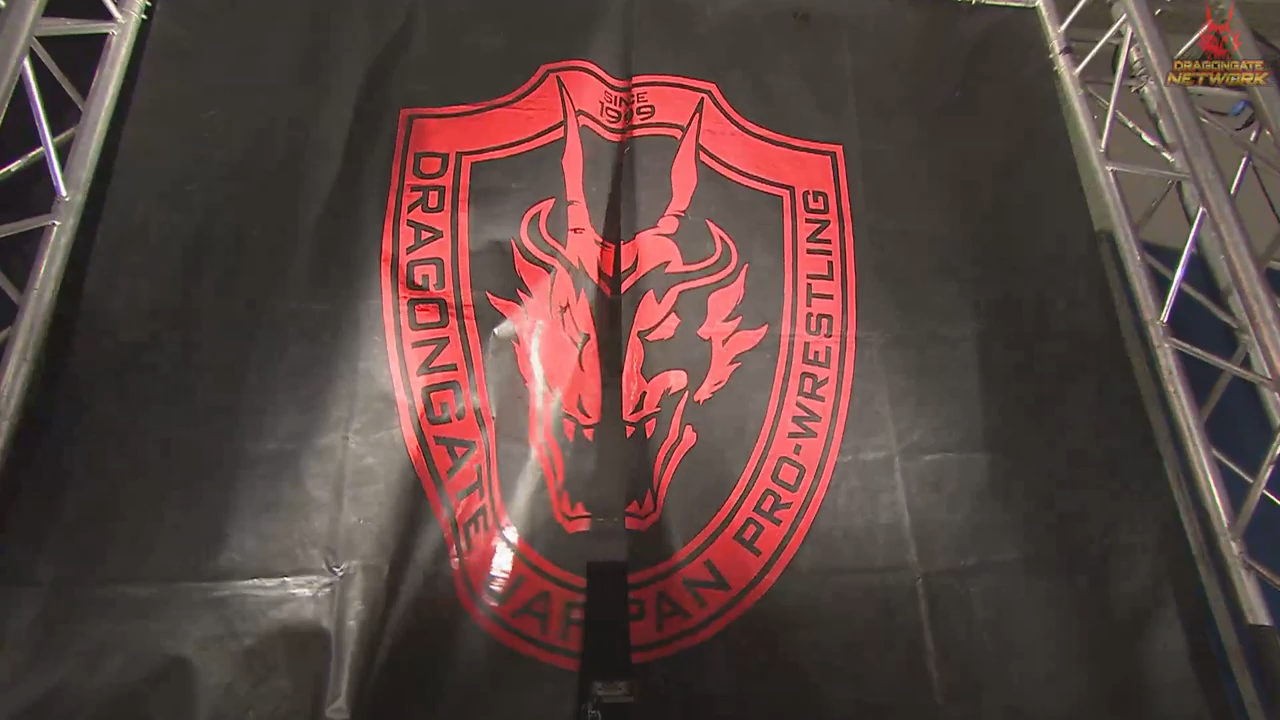 SINCE
1999
DRAGONGATE JAPAN PRO-WRESTLING
DRAGONGATE
NETWORK